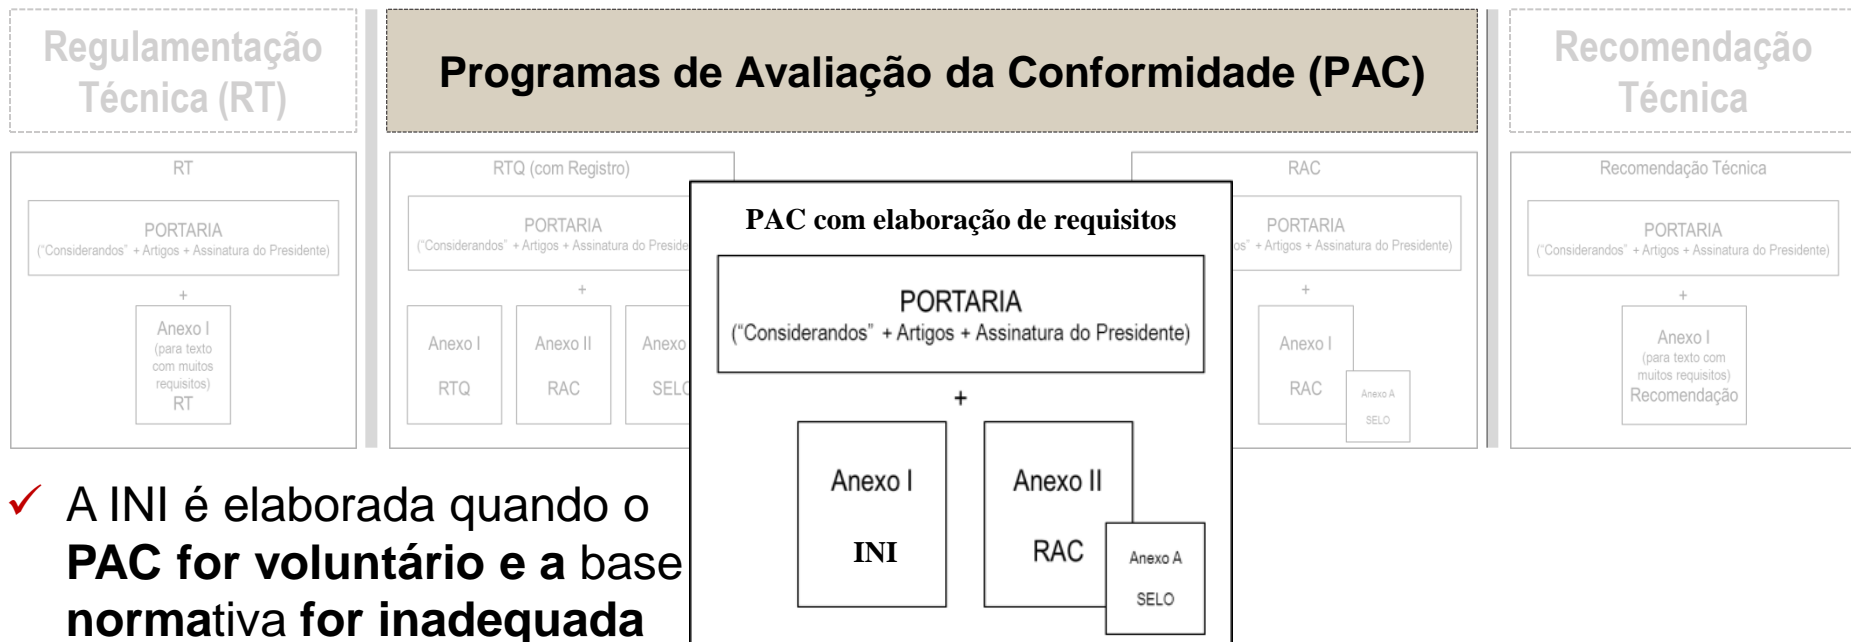 Regulamentação
Técnica (RT)
Programas de Avaliação da Conformidade (PAC)
Recomendação
Técnica
RT
PORTARIA
(“Considerandos” + Artigos + Assinatura do Presidente)
+
Anexo I
(para texto
com muitos
requisitos)
RT
RTQ (com Registro)
PORTARIA
(“Considerandos” + Artigos + Assinatura do Preside
+
Anexo I
RTQ
Anexo II
RAC
Anexo
SELO
PAC com elaboração de requisitos
PORTARIA
(“Considerandos” + Artigos + Assinatura do Presidente)
+
Anexo I
INI
Anexo II
RAC
Anexo A
SELO
RAC
PORTARIA
os” + Artigos + Assinatura do Presidente)
+
Anexo I
RAC
Anexo A
SELO
Recomendação Técnica
PORTARIA
(“Considerandos” + Artigos + Assinatura do Presidente)
+
Anexo I
(para texto com
muitos requisitos)
Recomendação
✓ A INI é elaborada quando o
PAC for voluntário e a base
normativa for inadequada